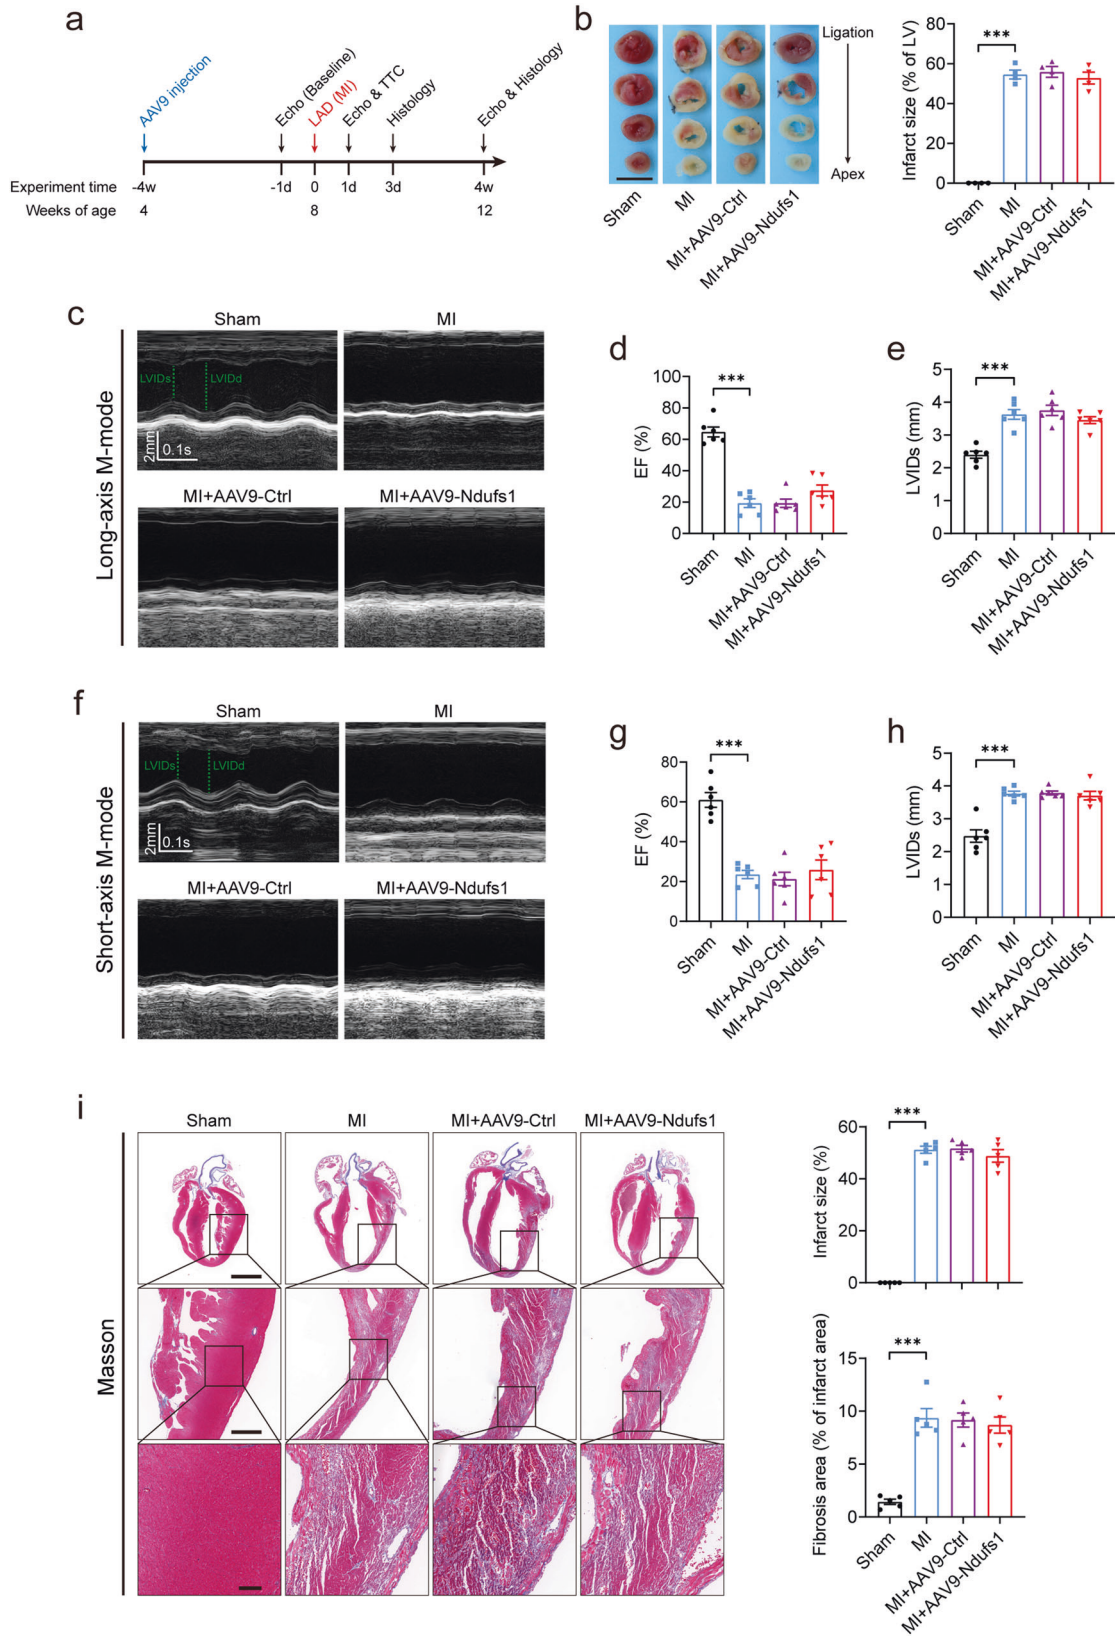 a
AAV9 injection
Echo (Baseline)
LAD (MI)
Echo & TTC
Histology
Echo & Histology
Experiment time
-4w
-1d
0
1d
3d
4w
Weeks of age
4
8
12
b
Ligation
Apex
Sham
MI
MI+AAV9-Ctrl
MI+AAV9-Ndufs1
Infarct size (% of LV)
80
60
40
20
0
***
Sham
MI
MI+AAV9-Ctrl
MI+AAV9-Ndufs1
c
Long-axis M-mode
Sham
MI
LVIDs
LVIDd
2mm
0.1s
MI+AAV9-Ctrl
MI+AAV9-Ndufs1
d
EF (%)
100
80
60
40
20
0
***
Sham
MI
MI+AAV9-Ctrl
MI+AAV9-Ndufs1
e
LVIDs (mm)
5
4
3
2
1
0
***
Sham
MI
MI+AAV9-Ctrl
MI+AAV9-Ndufs1
f
Short-axis M-mode
Sham
MI
LVIDs
LVIDd
2mm
0.1s
MI+AAV9-Ctrl
MI+AAV9-Ndufs1
g
EF (%)
80
60
40
20
0
***
Sham
MI
MI+AAV9-Ctrl
MI+AAV9-Ndufs1
h
LVIDs (mm)
5
4
3
2
1
0
***
Sham
MI
MI+AAV9-Ctrl
MI+AAV9-Ndufs1
i
Masson
Sham
MI
MI+AAV9-Ctrl
MI+AAV9-Ndufs1
Infarct size (%)
60
40
20
0
***
Fibrosis area (% of infarct area)
15
10
5
0
***
Sham
MI
MI+AAV9-Ctrl
MI+AAV9-Ndufs1